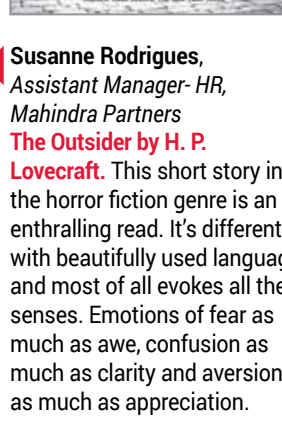 Susanne Rodrigues,
Assistant Manager- HR,
Mahindra Partners
The Outsider by H. P.
Lovecraft. This short story in
the horror fiction genre is an
enthralling read. It's different
with beautifully used
and most of all evokes all
senses. Emotions of fear as
much as awe, confusion as
much as clarity and aversion
as much as appreciation.